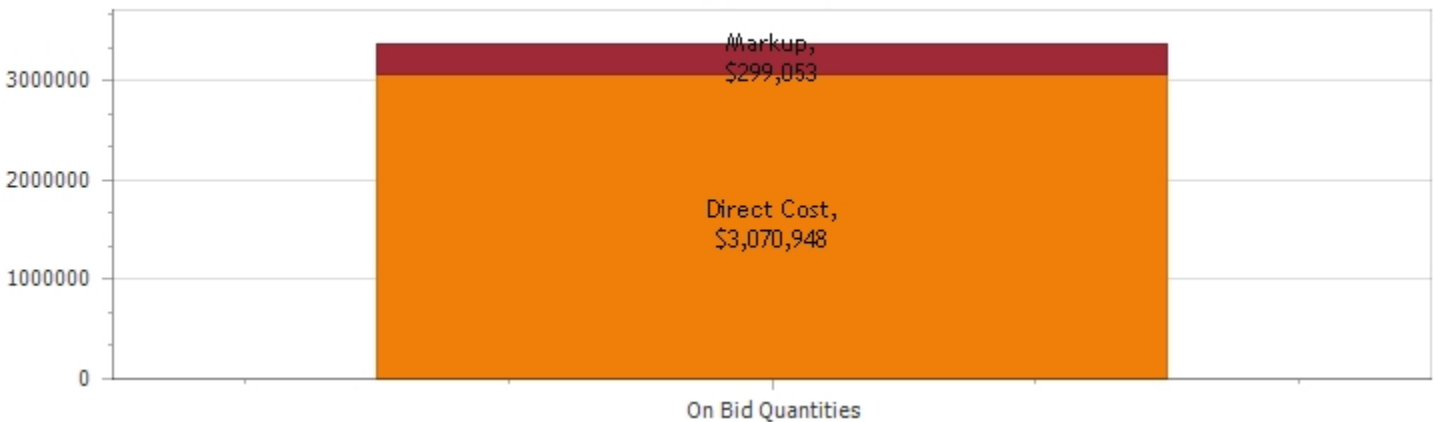 Markup,
$299,053
3000000
2000000
Direct Cost,
$3,070,948
1000000
0
On Bid Quantities